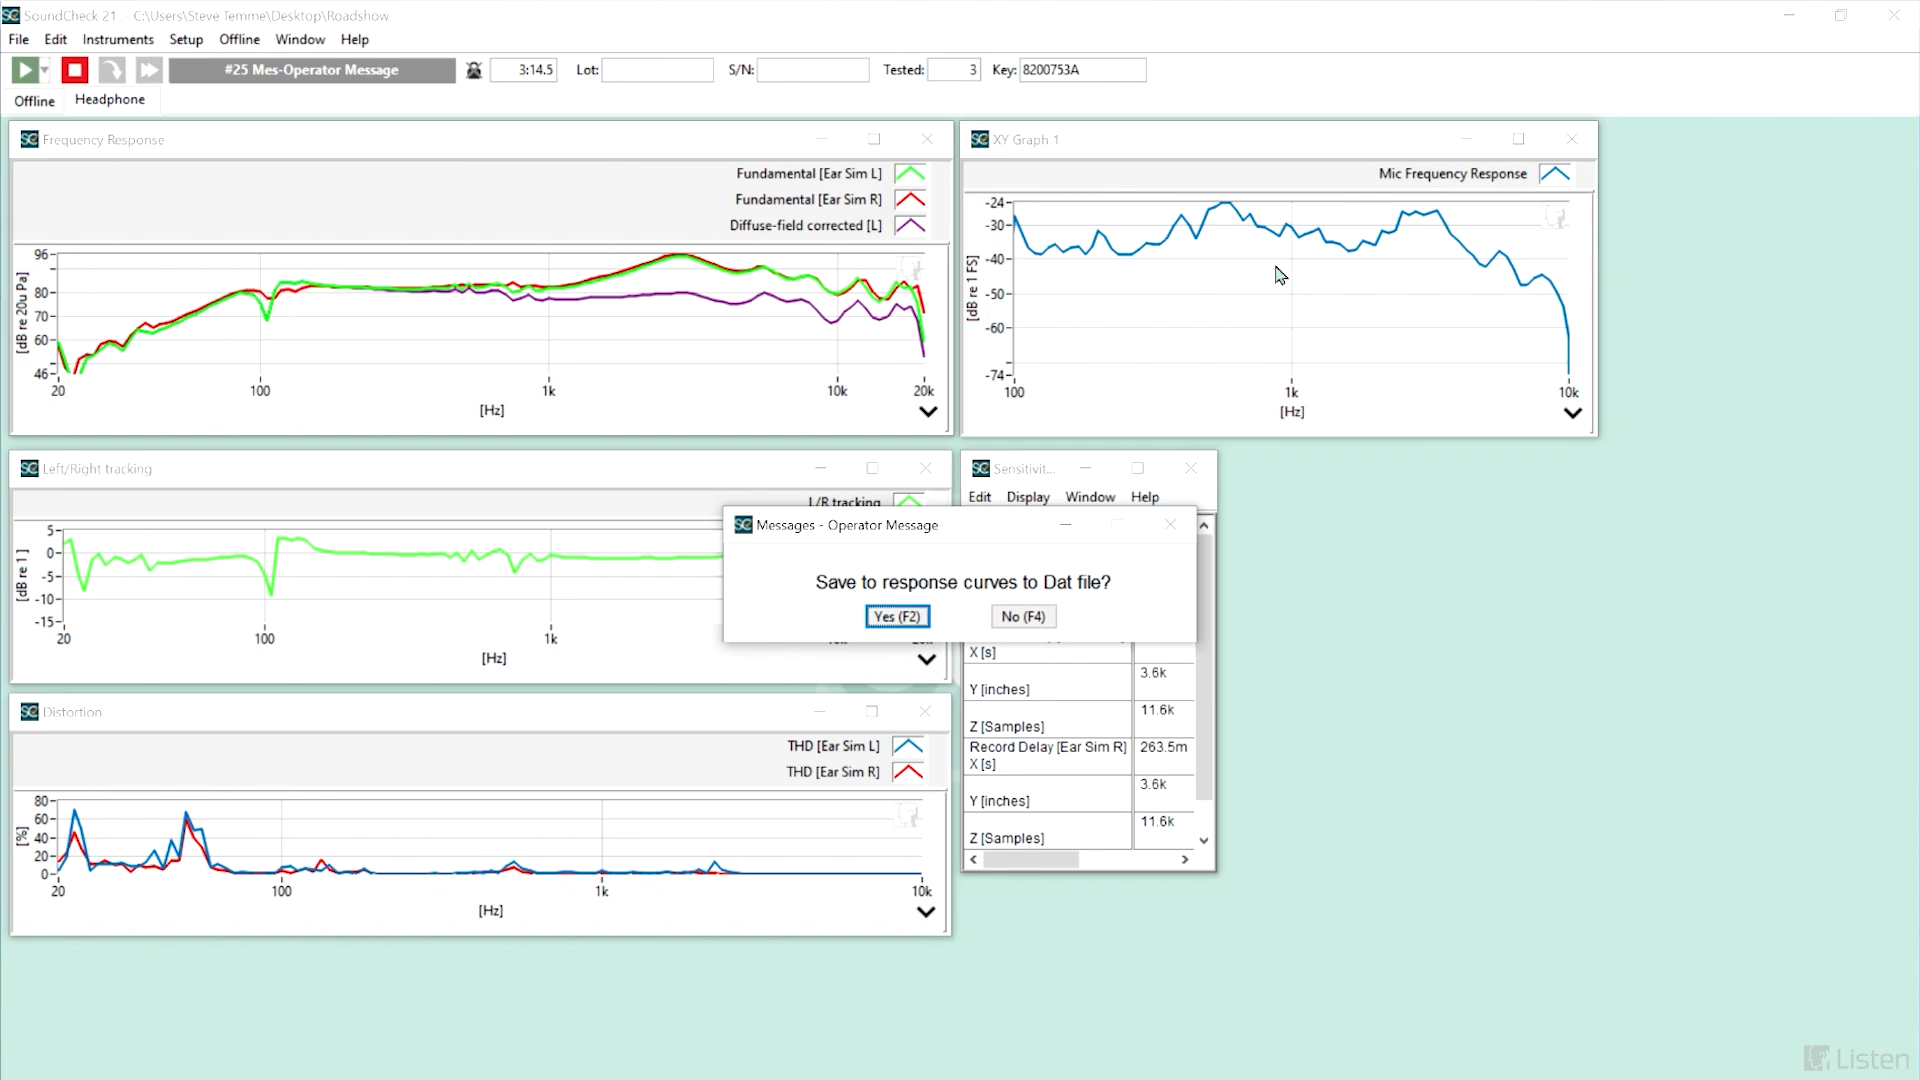 SoundCheck 21 - C:\Users\Steve Temme\Desktop\Roadshow
File Edit Setup Instruments Setup Offline Window Help
#25 Mes-Operator Message 3:14.5 Lot: S/N: Tested: 3 Key: 8200753A
Offline Headphone
Frequency Response
Fundamental [Ear Sim L]
Fundamental [Ear Sim R]
Diffuse-field corrected [L]
96
80
70
60
46
[dB re 20u Pa]
20 100 1k 10k 20k
[Hz]
XY Graph 1
Mic Frequency Response
-24
-30
-40
-50
-60
-74
[dB re 1 FS]
100 1k 10k
[Hz]
Left/Right tracking
L/R tracking
5
0
-5
-10
-15
[dB re 1 ]
20 100 1k
[Hz]
Sensitivit...
Edit Display Window Help
Messages - Operator Message
Save to response curves to Dat file?
Yes (F2) No (F4)
X [s]
Y [inches] 3.6k
Z [Samples] 11.6k
Record Delay [Ear Sim R] 263.5m
X [s]
Y [inches] 3.6k
Z [Samples] 11.6k
Distortion
THD [Ear Sim L]
THD [Ear Sim R]
80
60
40
20
0
[%]
20 100 1k 10k
[Hz]
Listen